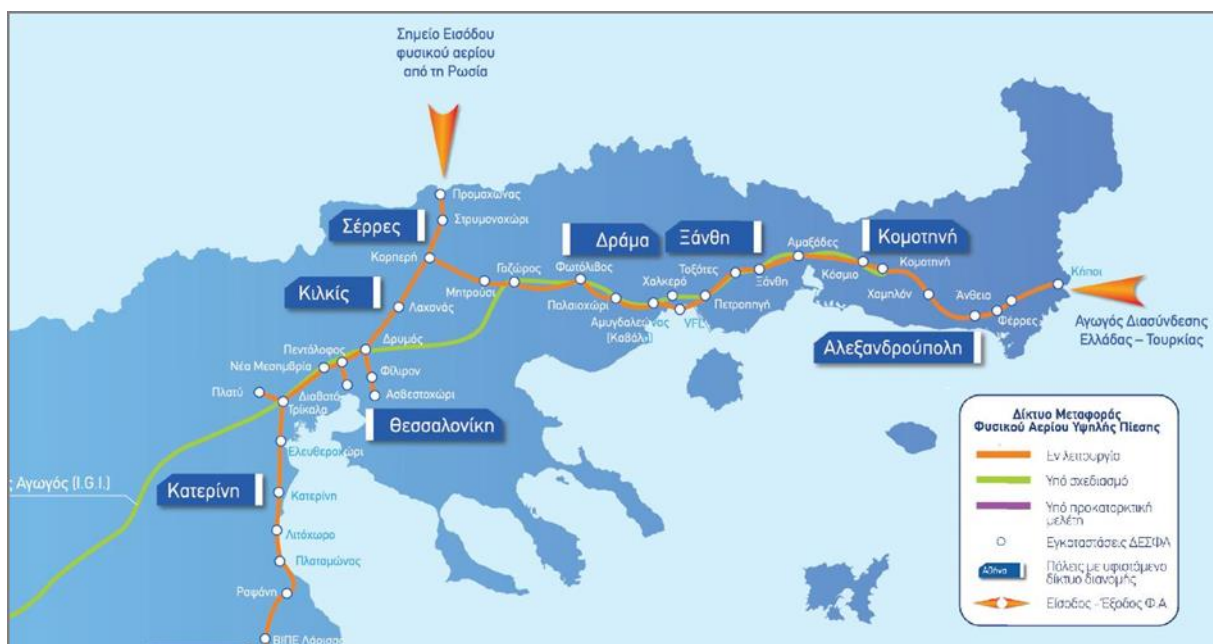 Σημείο Εισόδου
φυσικού αερίου
από τη Ρωσία
Προμαχώνας
Στρυμονοχώρι
Σέρρες
Καρπερή
Δράμα
Ξάνθη
Αμαξάδες
Κομοτηνή
Μητρούσι
Γαζώρος
Φωτόλιβος
Χαλκερό
Τοξότες
Ξάνθη
Κόσμιο
Κομοτηνή
Κήποι
Κιλκίς
Λαχανάς
Παλαιοχώρι
Πετροπηγή
Χαμηλόν
Άνθεια
Φέρρες
Αμυγδαλεώνας
VFL
Αγωγός Διασύνδεσης
Ελλάδας – Τουρκίας
Αλεξανδρούπολη
Δρυμός
Πεντάλοφος
Νέα Μεσημβρία
Φίλυρον
Πλατύ
Διαβατά
Ασβεστοχώρι
Τρίκαλα
Θεσσαλονίκη
Ελευθεροχώρι
ς Αγωγός (I.G.I.)
Κατερίνη
Κατερίνη
Λιτόχωρο
Πλαταμώνας
Ραψάνη
ΒΙΠΕ Λάρισας
Δίκτυο Μεταφοράς
Φυσικού Αερίου Υψηλής Πίεσης
Εν λειτουργία
Υπό σχεδιασμό
Υπό προκαταρκτική
μελέτη
Εγκαταστάσεις ΔΕΣΦΑ
Αθήνα
Πόλεις με υφιστάμενο
δίκτυο διανομής
Είσοδος - Έξοδος Φ.Α.